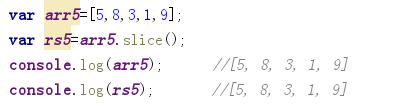 var arr5=[5,8,3,1,9];
var rs5=arr5.slice();
console.log(arr5); //[5, 8, 3, 1, 9]
console.log(rs5); //[5, 8, 3, 1, 9]